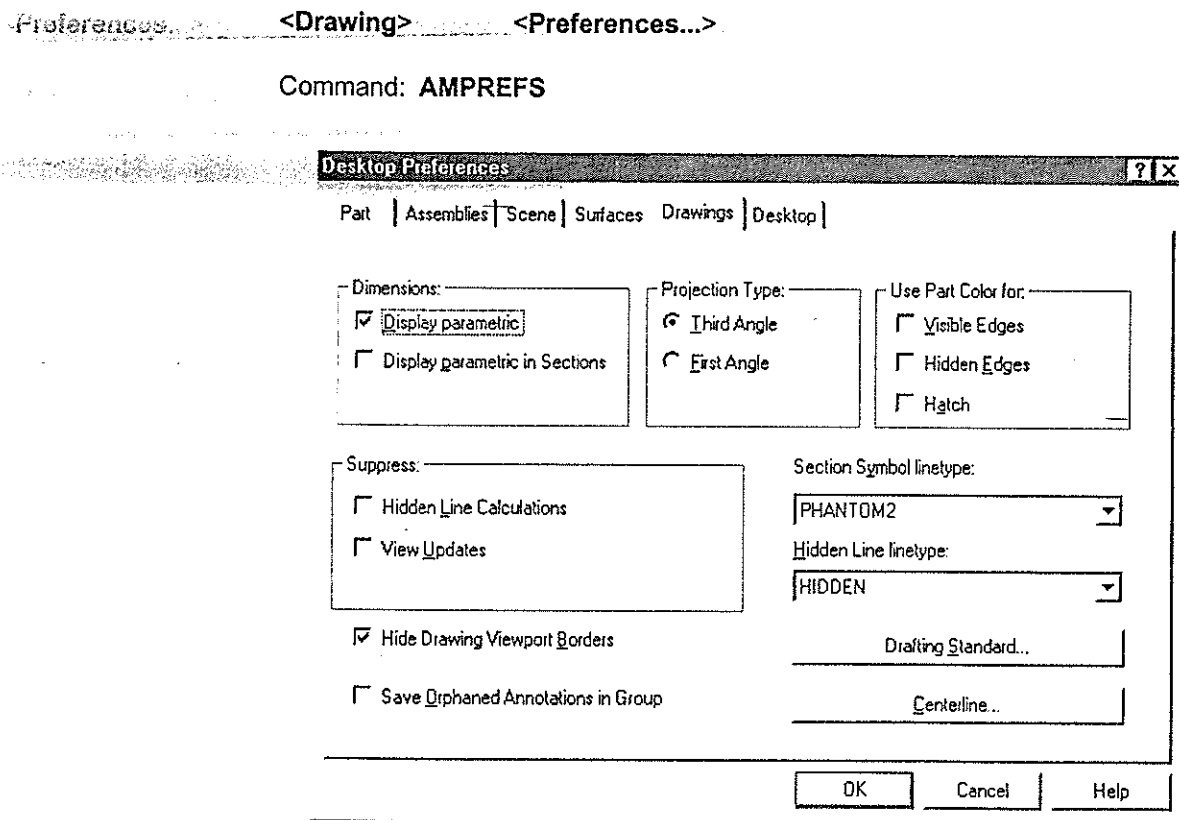 Preferences. <Drawing> <Preferences...>
Command: AMPREFS
Desktop Preferences
Part Assemblies Scene Surfaces Drawings Desktop
Dimensions: Projection Type: Use Part Color for:
Display parametric Third Angle Visible Edges
Display parametric in Sections First Angle Hidden Edges
Hatch
Suppress: Section Symbol linetype:
Hidden Line Calculations PHANTOM2
View Updates Hidden Line linetype:
HIDDEN
Hide Drawing Viewport Borders Drafting Standard...
Save Orphaned Annotations in Group Centerline...
OK Cancel Help